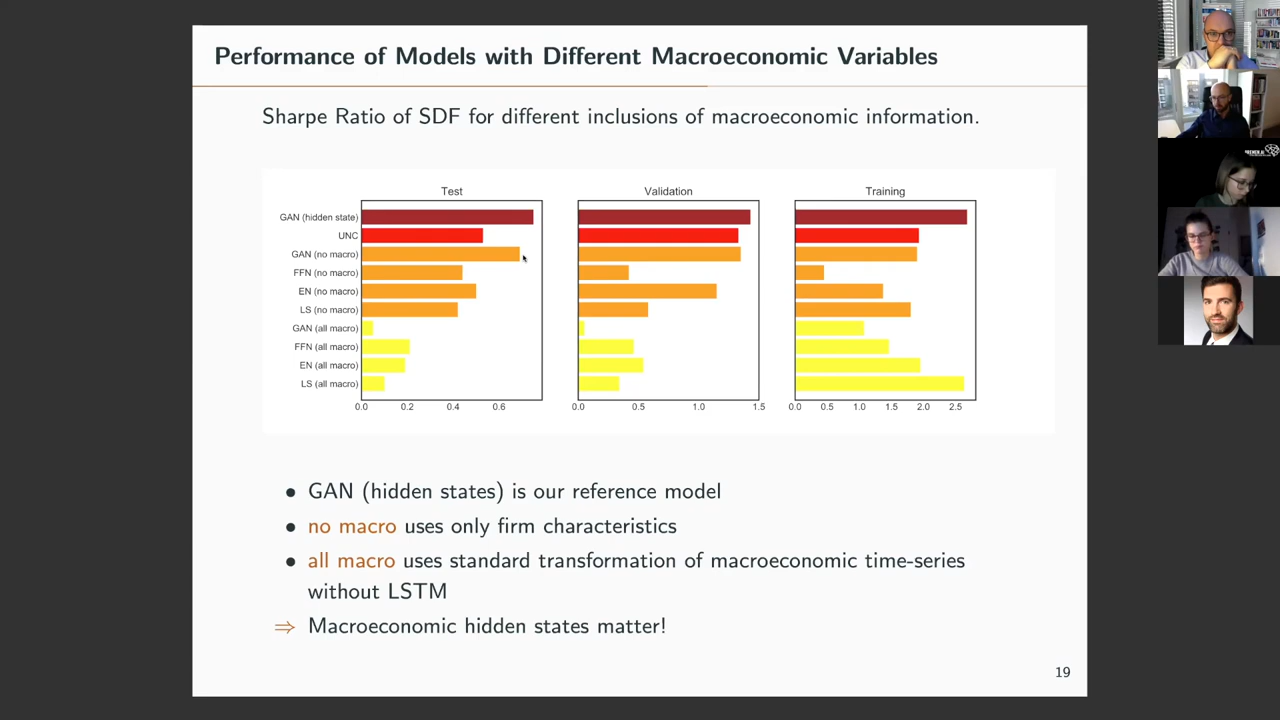 Performance of Models with Different Macroeconomic Variables
Sharpe Ratio of SDF for different inclusions of macroeconomic information.
Test
Validation
Training
GAN (hidden state)
UNC
GAN (no macro)
FFN (no macro)
EN (no macro)
LS (no macro)
GAN (all macro)
FFN (all macro)
EN (all macro)
LS (all macro)
0.0 0.2 0.4 0.6
0.0 0.5 1.0 1.5
0.0 0.5 1.0 1.5 2.0 2.5
• GAN (hidden states) is our reference model
• no macro uses only firm characteristics
• all macro uses standard transformation of macroeconomic time-series
without LSTM
⇒ Macroeconomic hidden states matter!
19